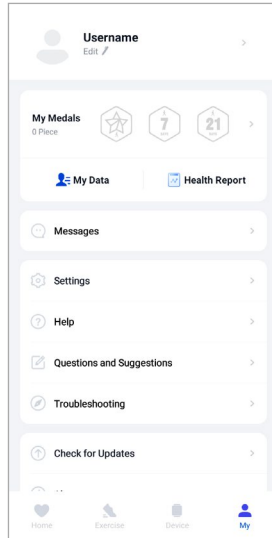 Username
Edit
My Medals
0 Piece
7
21
My Data
Health Report
Messages
Settings
Help
Questions and Suggestions
Troubleshooting
Check for Updates
Home
Exercise
Device
My